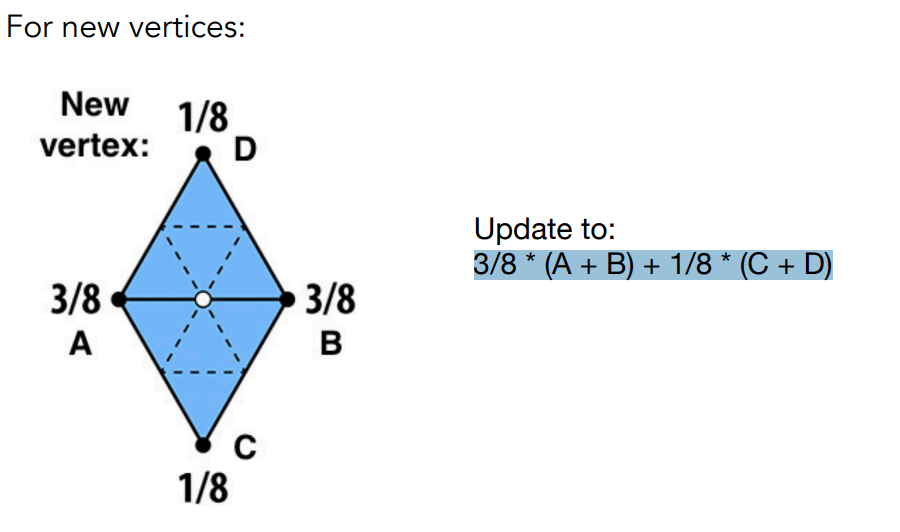 For new vertices:
New
vertex:
1/8
D
3/8
A
3/8
B
C
1/8
Update to:
3/8 * (A + B) + 1/8 * (C + D)